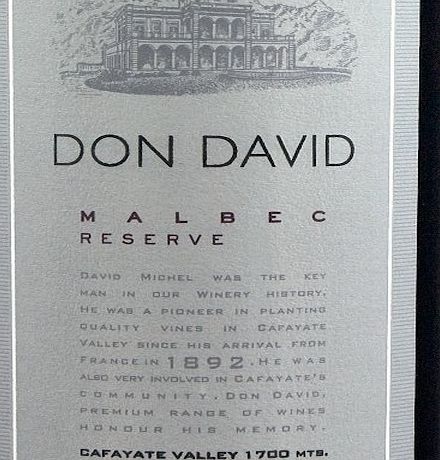 DON DAVID
MALBEC
RESERVE
DAVID MICHEL WAS THE KEY
MAN IN OUR WINERY HISTORY.
HE WAS A PIONEER IN PLANTING
QUALITY VINES IN CAFAYATE
VALLEY SINCE HIS ARRIVAL FROM
FRANCE IN 1892. HE WAS
ALSO VERY INVOLVED IN CAFAYATE'S
COMMUNITY. DON DAVID,
PREMIUM RANGE OF WINES
HONOUR HIS MEMORY.
CAFAYATE VALLEY 1700 MTS.